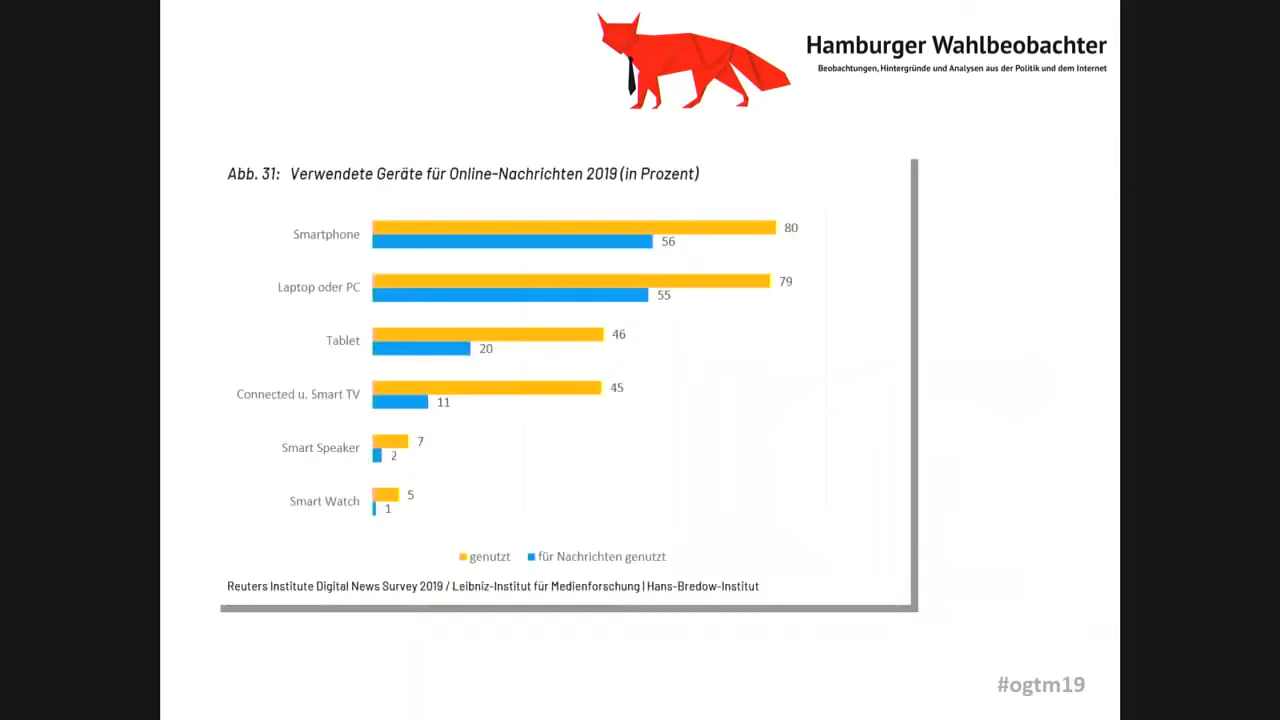 Hamburger Wahlbeobachter
Beobachtungen, Hintergründe und Analysen aus der Politik und dem Internet
Abb. 31: Verwendete Geräte für Online-Nachrichten 2019 (in Prozent)
Smartphone
80
56
Laptop oder PC
79
55
Tablet
46
20
Connected u. Smart TV
45
11
Smart Speaker
7
2
Smart Watch
5
1
genutzt für Nachrichten genutzt
Reuters Institute Digital News Survey 2019 / Leibniz-Institut für Medienforschung | Hans-Bredow-Institut
#ogtm19